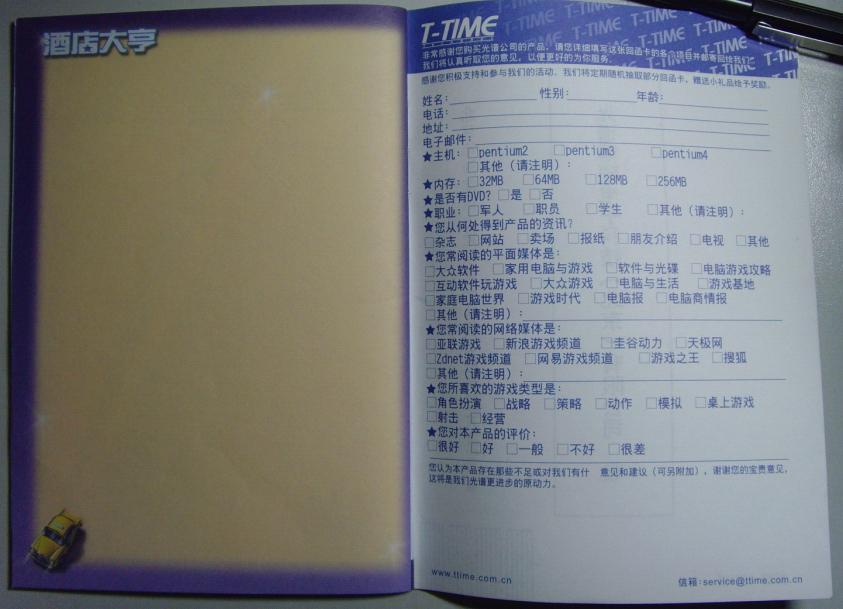 酒店大亨
T-TIME
非常感谢您购买光谱公司的产品，请您详细填写这张回函卡的各个项目并邮寄回给我们
我们将认真听取您的意见，以便更好的为你服务。
感谢您积极支持和参与我们的活动，我们将定期随机抽取部分回函卡，赠送小礼品给予奖励。
姓名：＿＿＿ 性别：＿＿＿ 年龄：＿＿＿
电话：
地址：
电子邮件：
★主机：□pentium2 □pentium3 □pentium4
□其他（请注明）：
★内存：□32MB □64MB □128MB □256MB
★是否有DVD？□是 □否
★职业：□军人 □职员 □学生 □其他（请注明）：
★您从何处得到产品的资讯？
□杂志 □网站 □卖场 □报纸 □朋友介绍 □电视 □其他
★您常阅读的平面媒体是：
□大众软件 □家用电脑与游戏 □软件与光碟 □电脑游戏攻略
□互动软件玩游戏 □大众游戏 □电脑与生活 □游戏基地
□家庭电脑世界 □游戏时代 □电脑报 □电脑商情报
□其他（请注明）：
★您常阅读的网络媒体是：
□亚联游戏 □新浪游戏频道 □圭谷动力 □天极网
□Zdnet游戏频道 □网易游戏频道 □游戏之王 □搜狐
□其他（请注明）：
★您所喜欢的游戏类型是：
□角色扮演 □战略 □策略 □动作 □模拟 □桌上游戏
□射击 □经营
★您对本产品的评价：
□很好 □好 □一般 □不好 □很差
您认为本产品存在那些不足或对我们有什 意见和建议（可另附加），谢谢您的宝贵意见，
这将是我们光谱更进步的原动力。
www.ttime.com.cn
信箱：service@ttime.com.cn